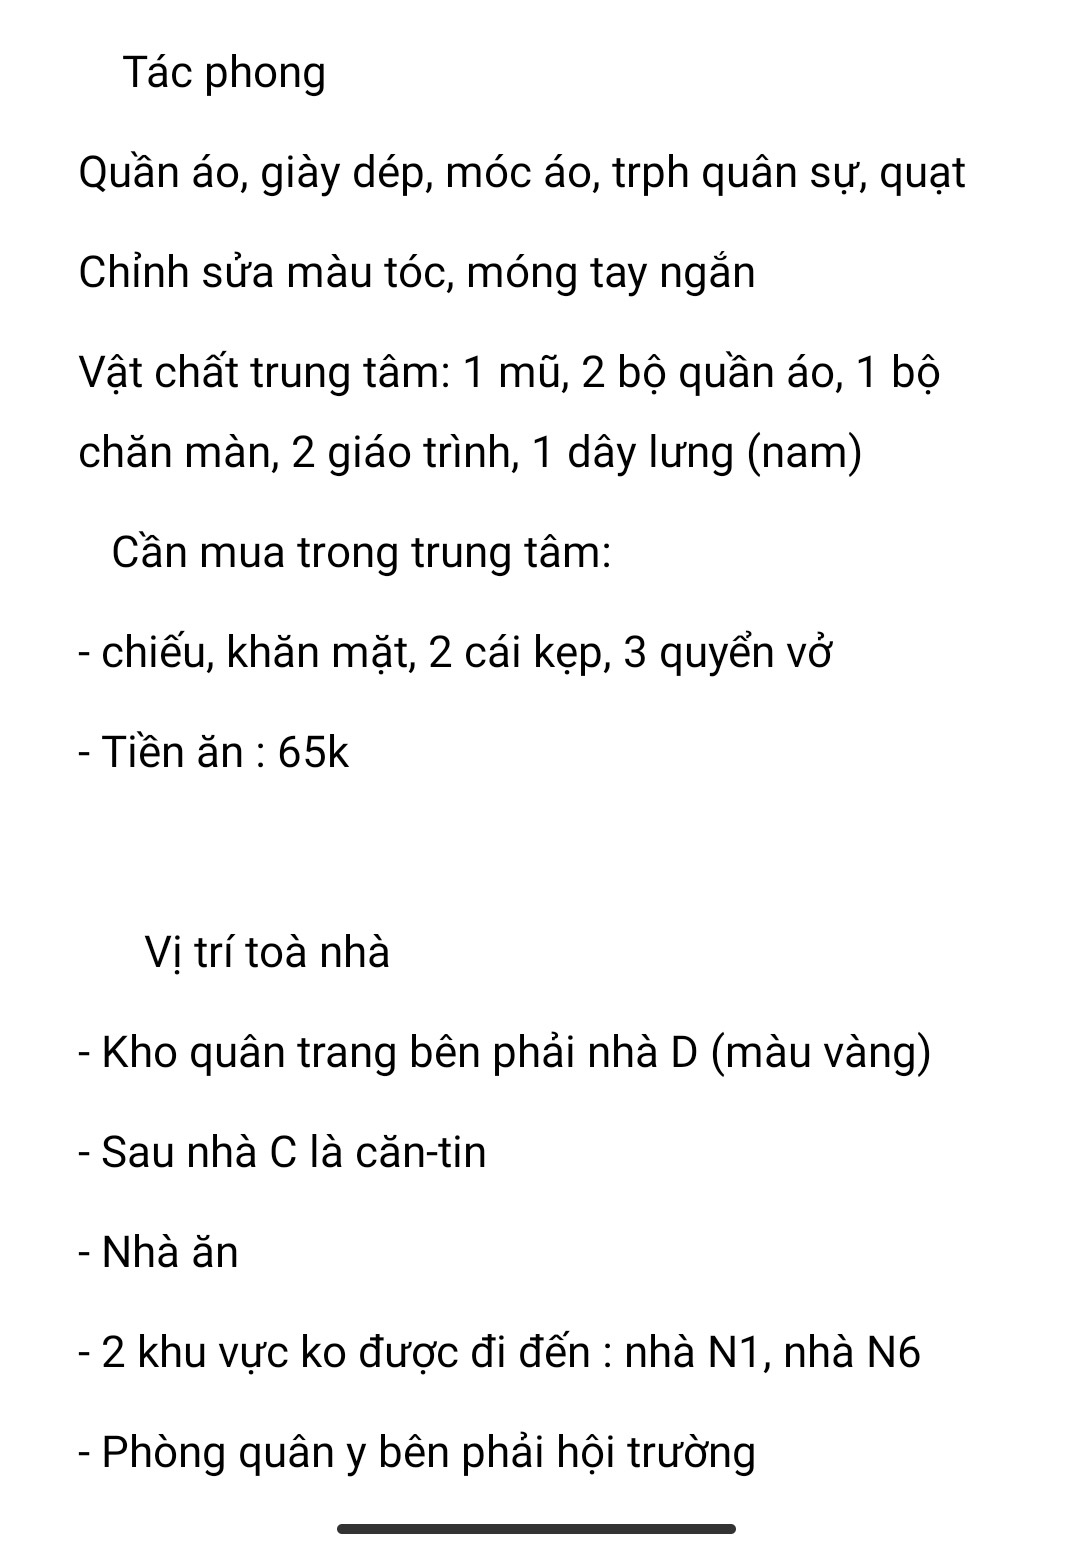 Tác phong
Quần áo, giày dép, móc áo, trph quân sự, quạt
Chỉnh sửa màu tóc, móng tay ngắn
Vật chất trung tâm: 1 mũ, 2 bộ quần áo, 1 bộ
chăn màn, 2 giáo trình, 1 dây lưng (nam)
Cần mua trong trung tâm:
- chiếu, khăn mặt, 2 cái kẹp, 3 quyển vở
- Tiền ăn : 65k
Vị trí toà nhà
- Kho quân trang bên phải nhà D (màu vàng)
- Sau nhà C là căn-tin
- Nhà ăn
- 2 khu vực ko được đi đến : nhà N1, nhà N6
- Phòng quân y bên phải hội trường